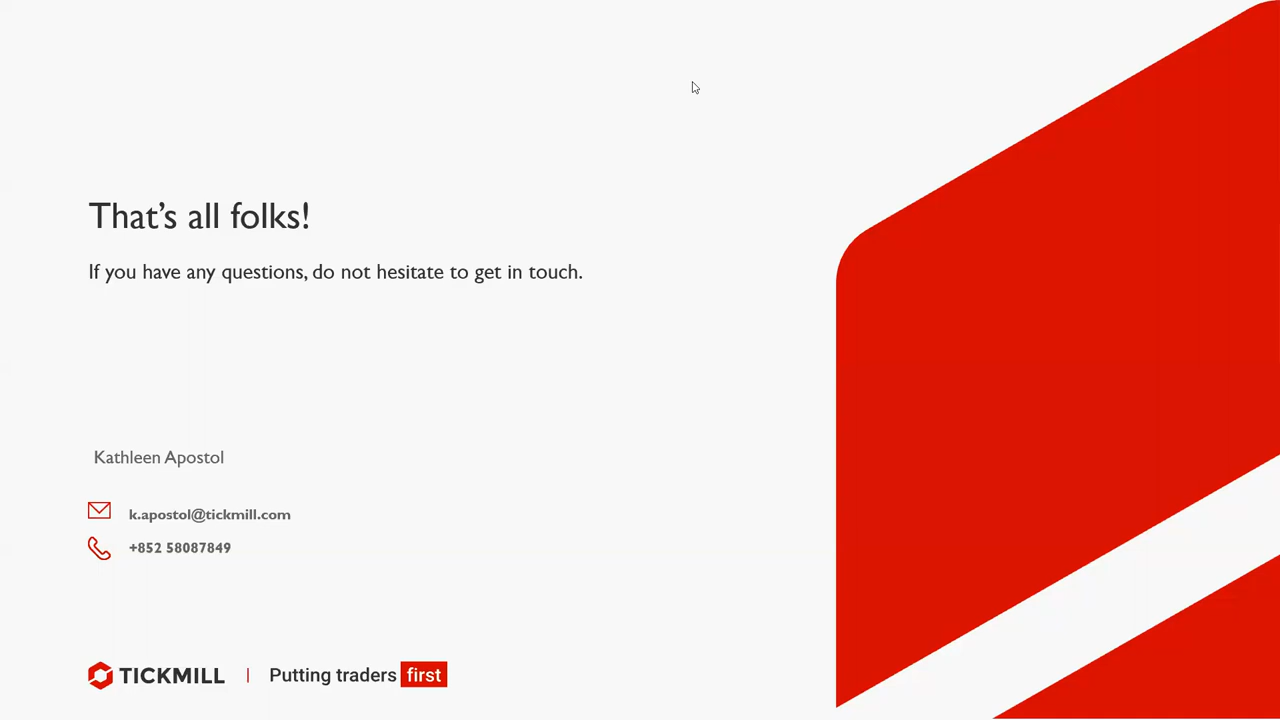 That’s all folks!
If you have any questions, do not hesitate to get in touch.
Kathleen Apostol
k.apostol@tickmill.com
+852 58087849
TICKMILL | Putting traders first